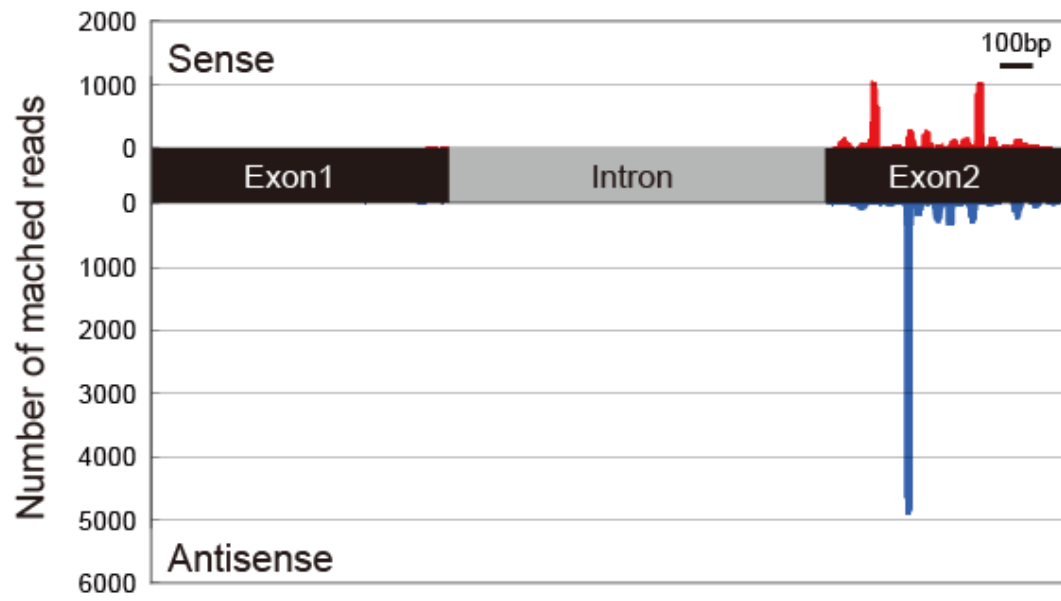 Number of mached reads
2000
Sense
100bp
1000
0
Exon1 Intron Exon2
0
1000
2000
3000
4000
5000
Antisense
6000